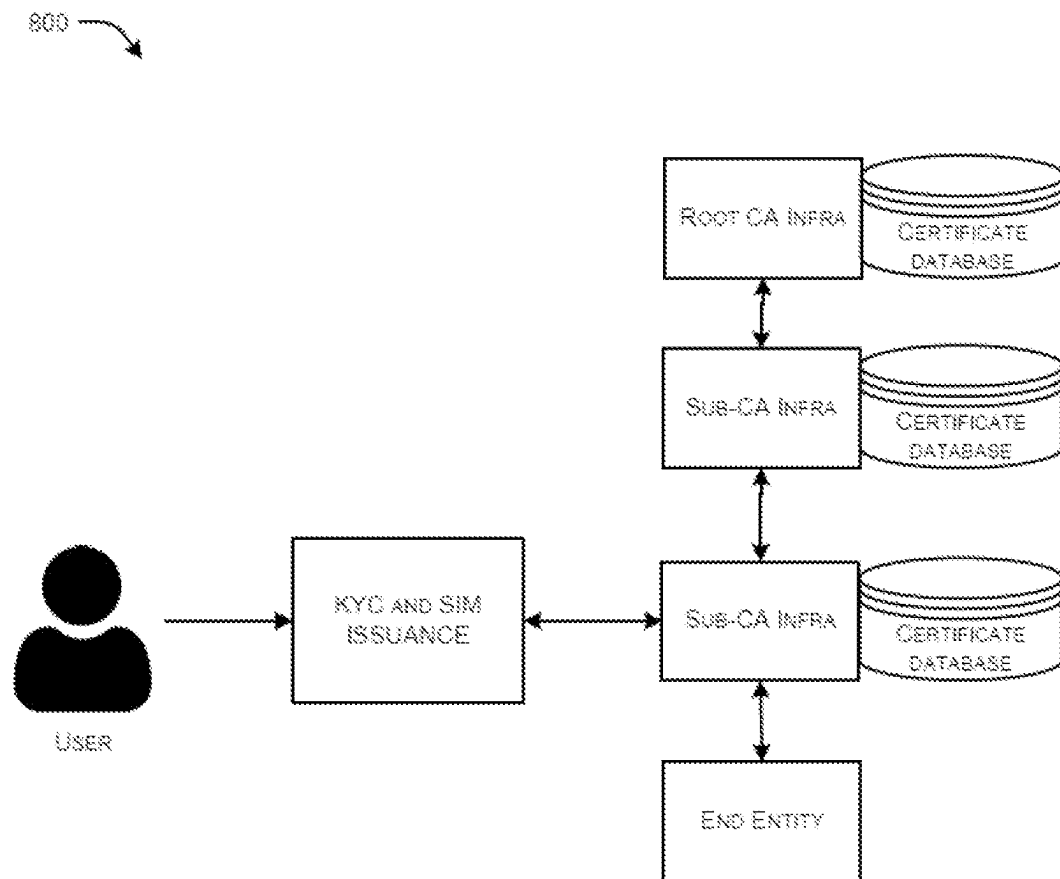 800
ROOT CA INFRA
CERTIFICATE
DATABASE
SUB-CA INFRA
CERTIFICATE
DATABASE
KYC AND SIM
ISSUANCE
SUB-CA INFRA
CERTIFICATE
DATABASE
USER
END ENTITY